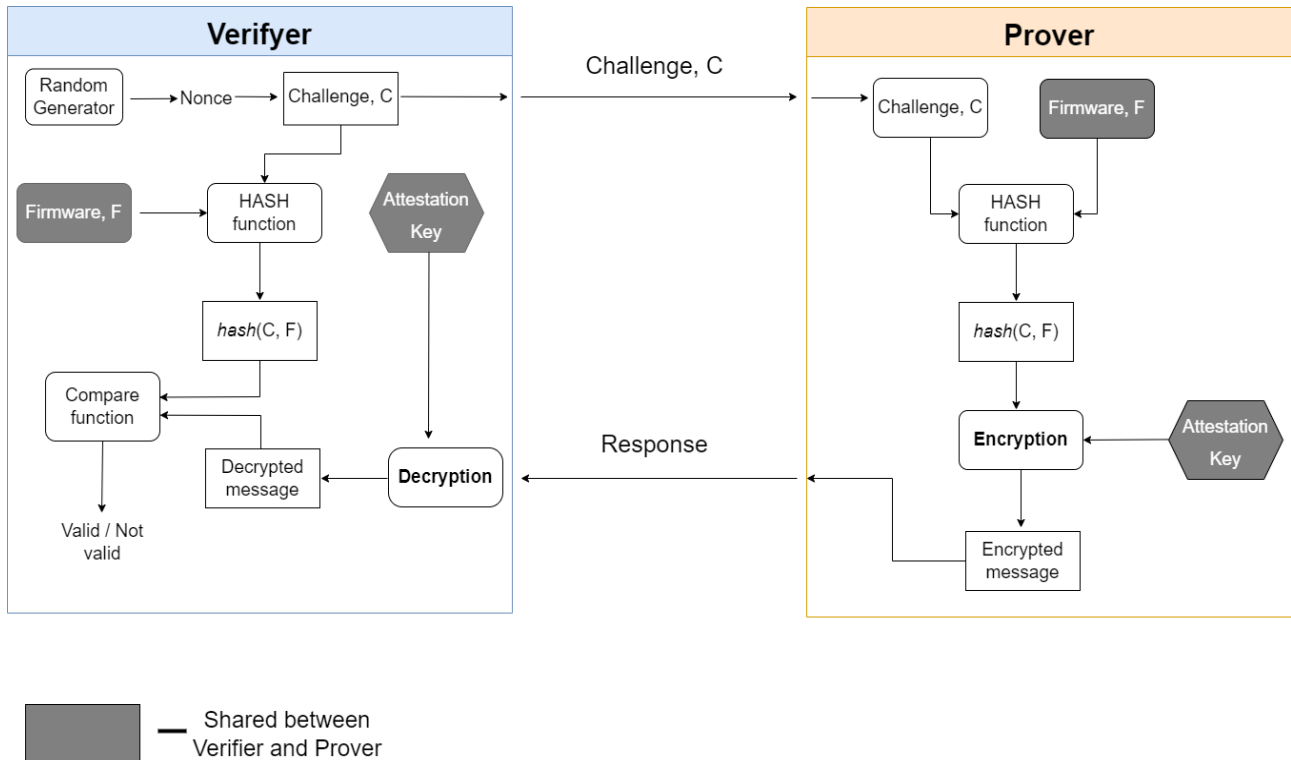 Verifyer
Random
Generator
Nonce
Challenge, C
Firmware, F
HASH
function
Attestation
Key
hash(C, F)
Compare
function
Decrypted
message
Decryption
Valid / Not
valid
Challenge, C
Response
Prover
Challenge, C
Firmware, F
HASH
function
hash(C, F)
Encryption
Attestation
Key
Encrypted
message
Shared between
Verifier and Prover